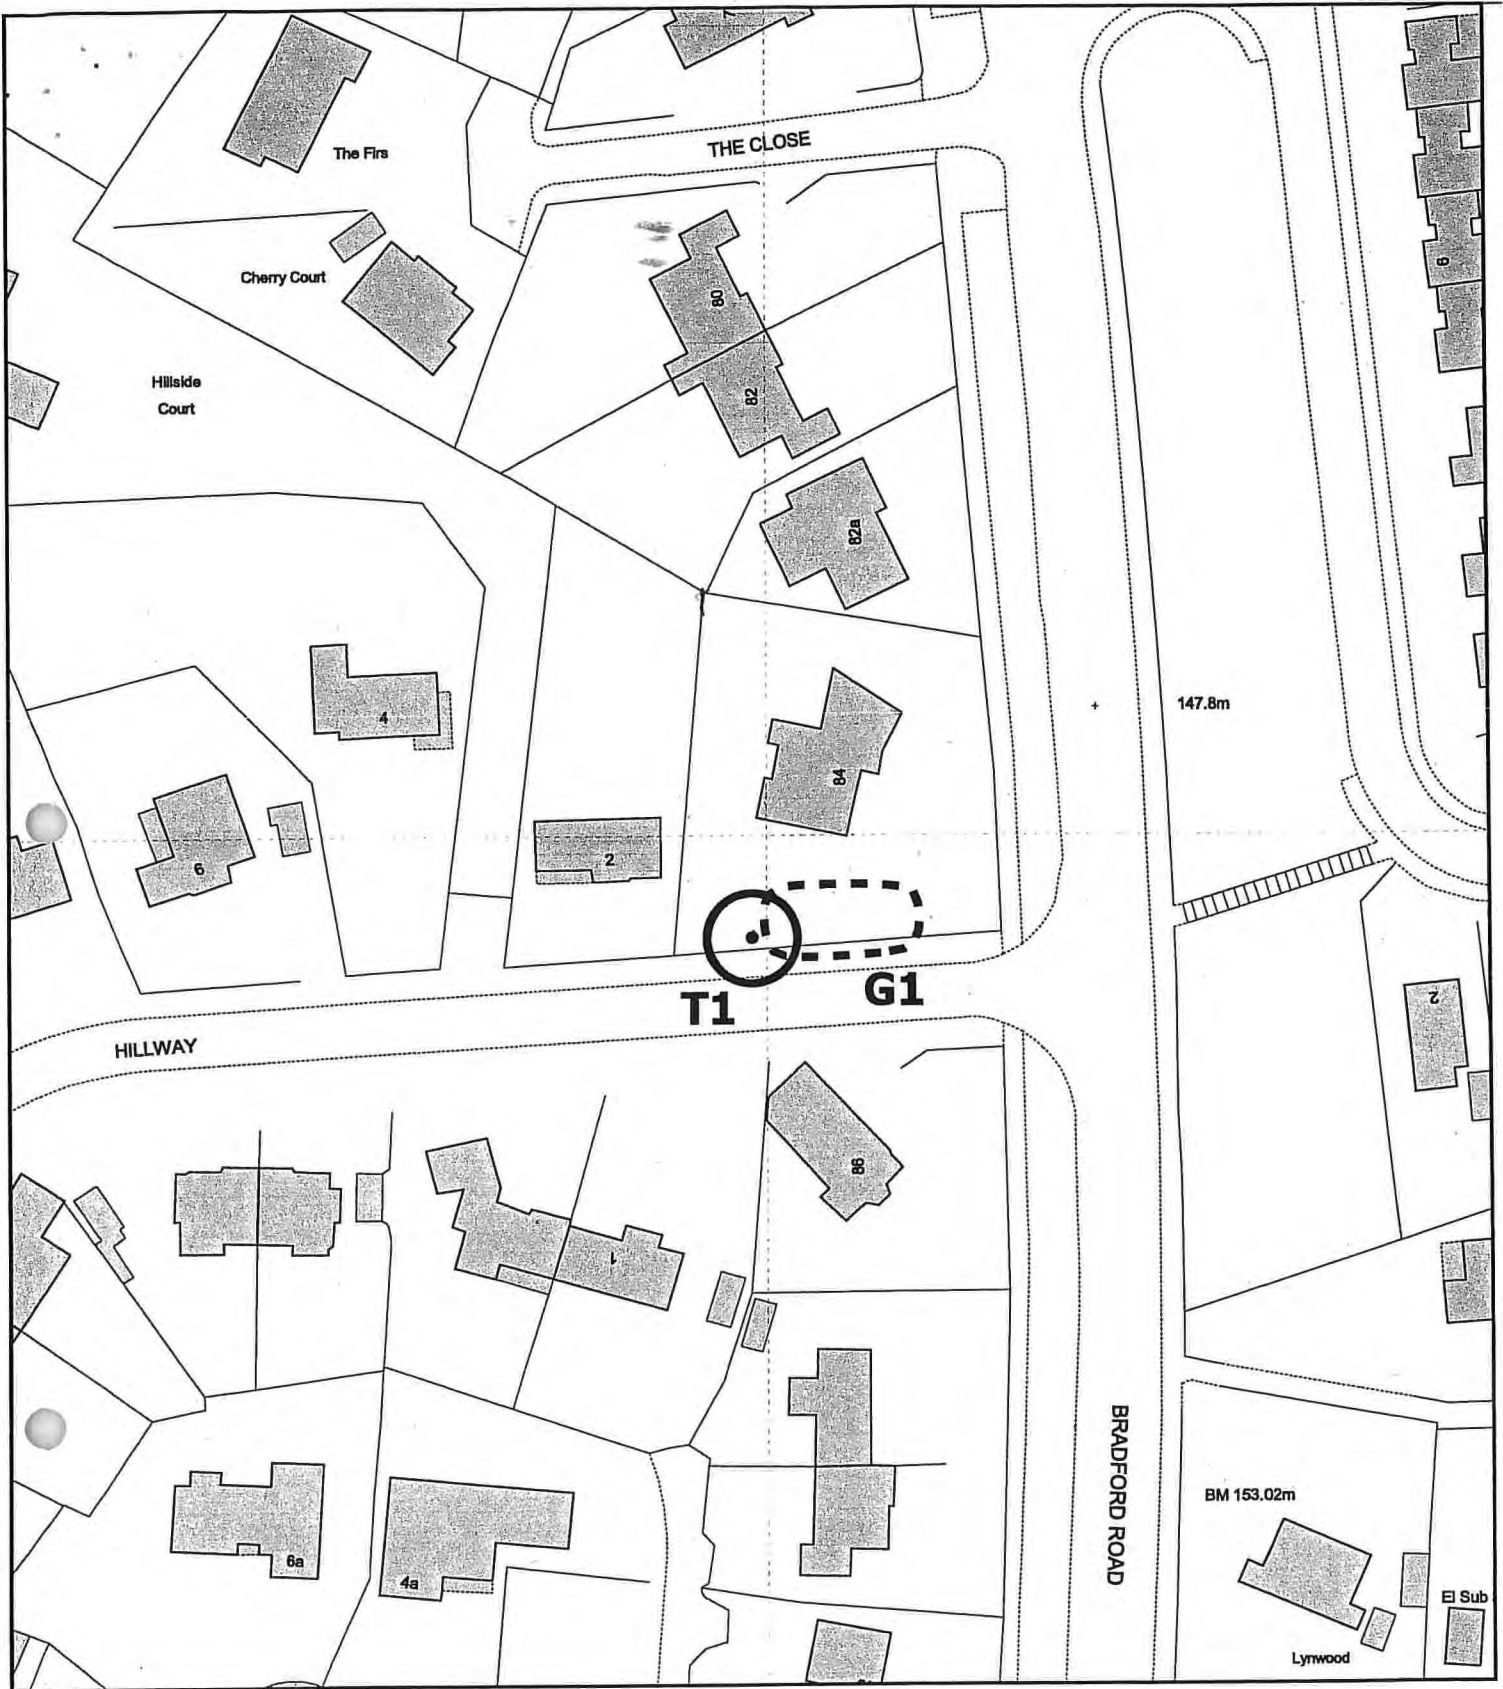 THE CLOSE
The Firs
Cherry Court
80
9
Hillside
Court
82
82a
4
147.8m
84
2
6
T1
G1
2
HILLWAY
86
1
BRADFORD ROAD
BM 153.02m
6a
4a
El Sub
Lynwood